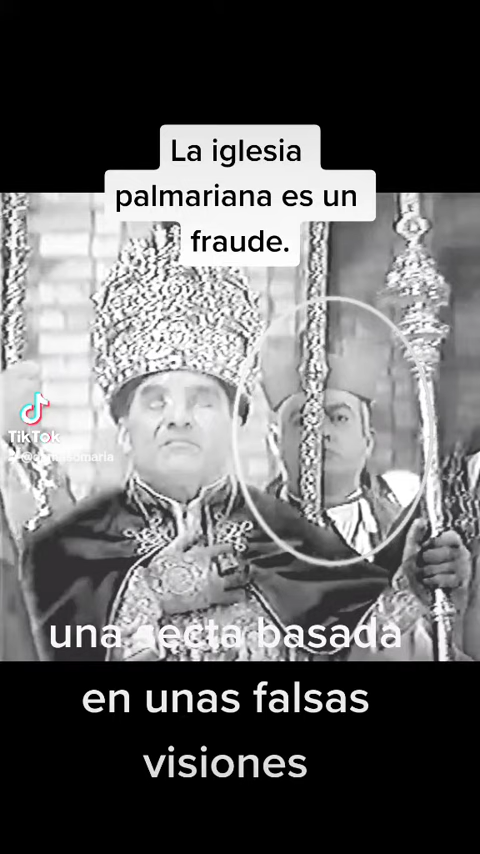 La iglesia
palmariana es un
fraude.
TikTok
una secta basada
en unas falsas
visiones